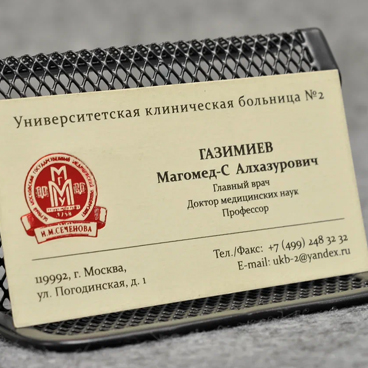 Университетская клиническая больница №2
ГАЗИМИЕВ
Магомед-С Алхазурович
Главный врач
Доктор медицинских наук
Профессор
И.М.СЕЧЕНОВА
119992, г. Москва,
ул. Погодинская, д. 1
Тел./Факс: +7 (499) 248 32 32
E-mail: ukb-2@yandex.ru